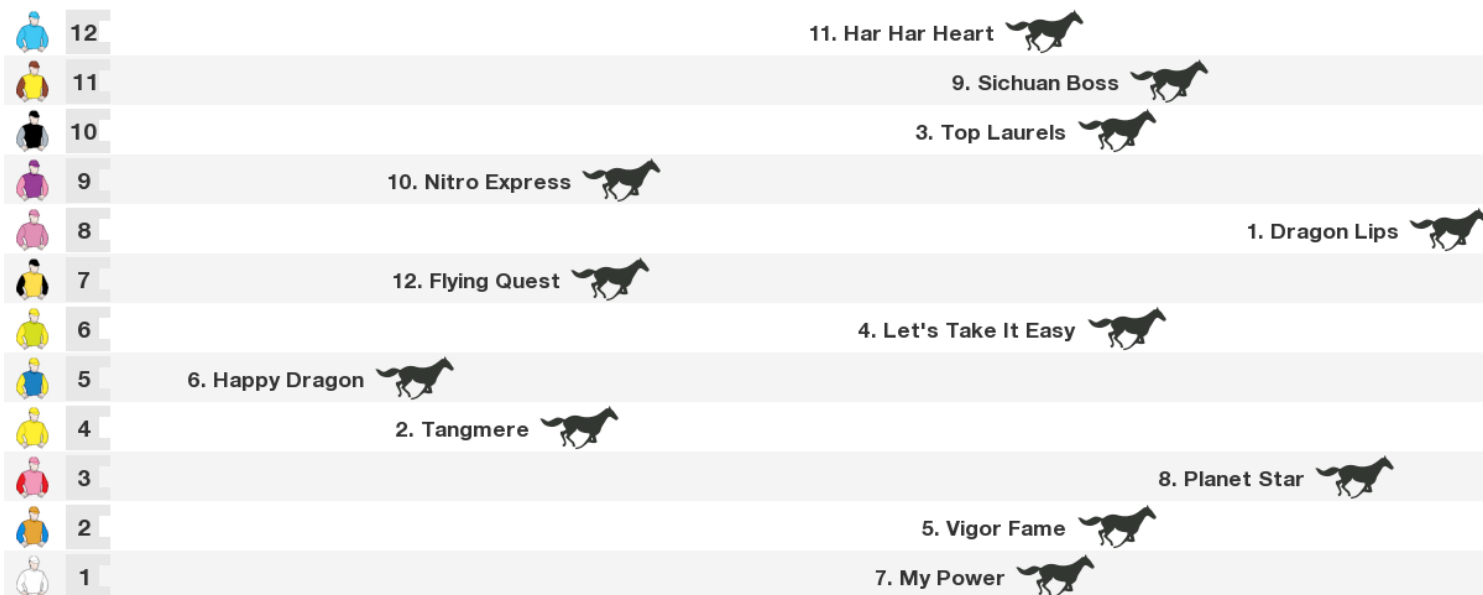 12 11. Har Har Heart
11 9. Sichuan Boss
10 3. Top Laurels
9 10. Nitro Express
8 1. Dragon Lips
7 12. Flying Quest
6 4. Let's Take It Easy
5 6. Happy Dragon
4 2. Tangmere
3 8. Planet Star
2 5. Vigor Fame
1 7. My Power